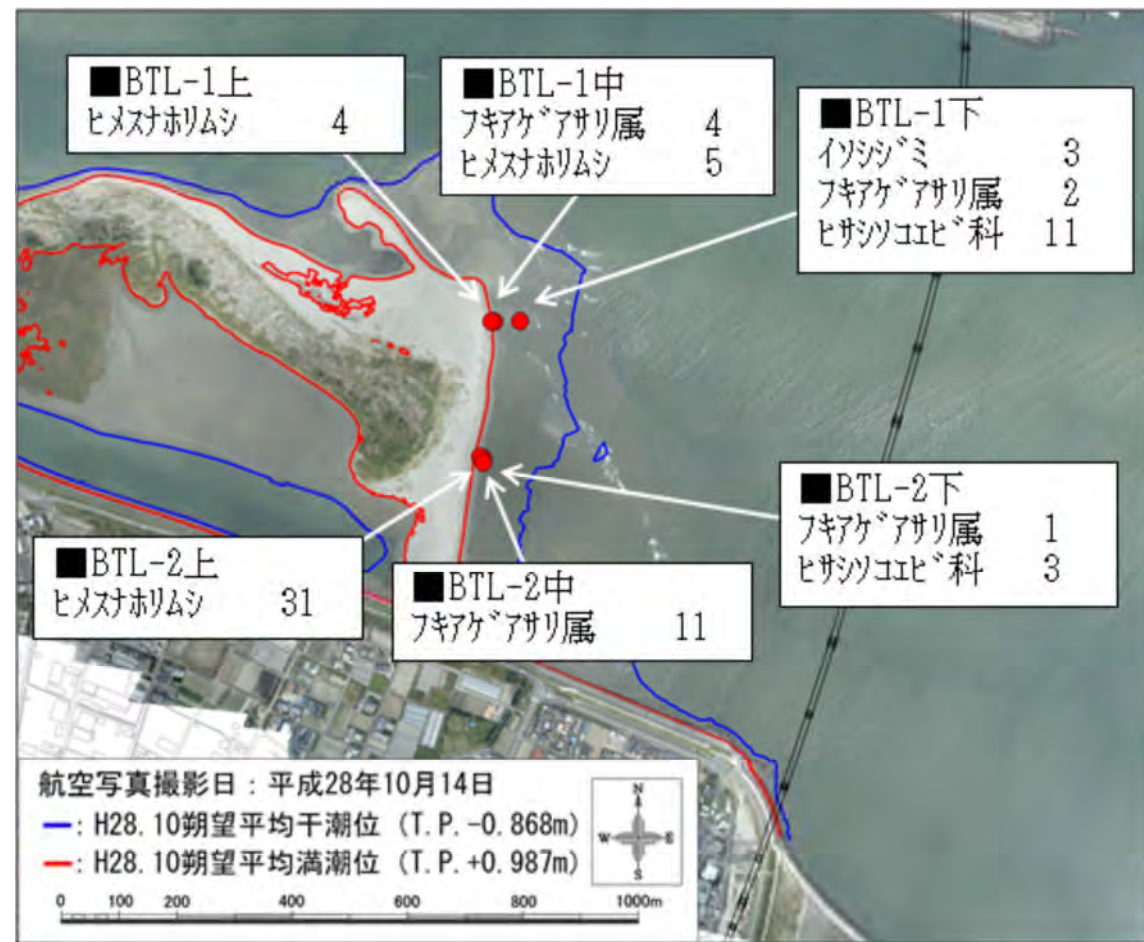 ■BTL-1上
ヒメスナホリムシ 4
■BTL-1中
フキアゲアサリ属 4
ヒメスナホリムシ 5
■BTL-1下
イソシジミ 3
フキアゲアサリ属 2
ヒサシソコエビ科 11
■BTL-2上
ヒメスナホリムシ 31
■BTL-2中
フキアゲアサリ属 11
■BTL-2下
フキアゲアサリ属 1
ヒサシソコエビ科 3
航空写真撮影日：平成28年10月14日
━：H28.10朔望平均干潮位 (T.P.-0.868m)
━：H28.10朔望平均満潮位 (T.P.+0.987m)
N
W E
S
0 100 200 400 600 800 1000m